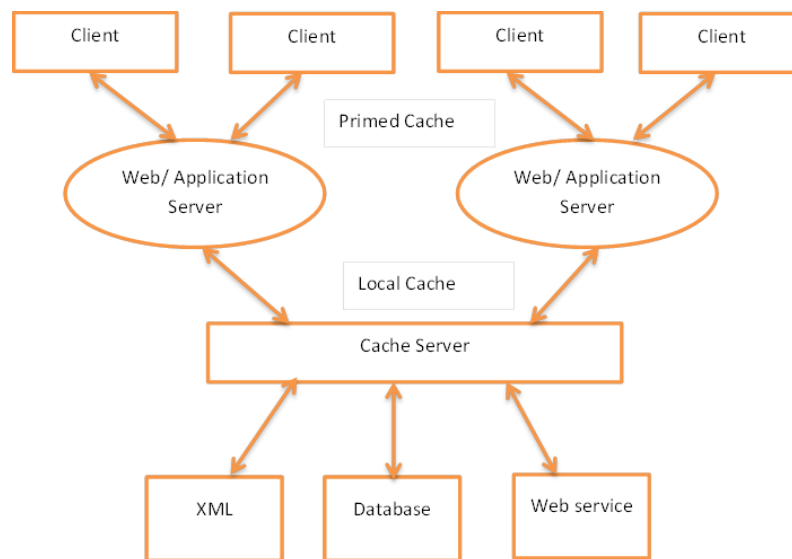 Client
Client
Client
Client
Primed Cache
Web/ Application
Server
Web/ Application
Server
Local Cache
Cache Server
XML
Database
Web service